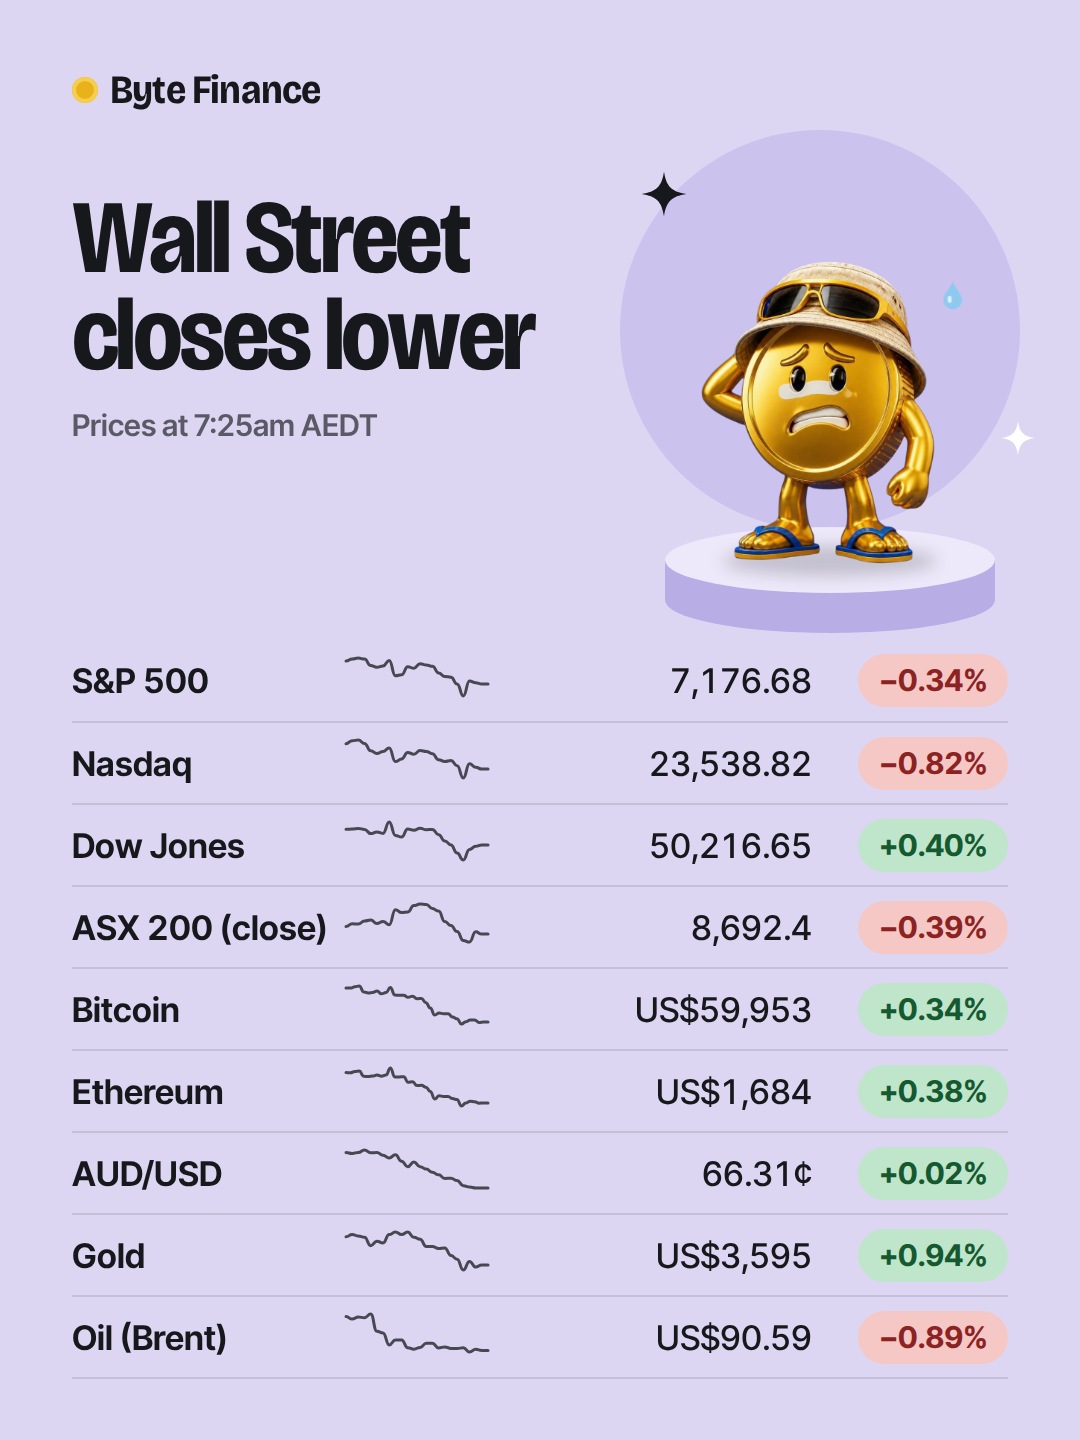 Byte Finance
Wall Street
closes lower
Prices at 7:25am AEDT
S&P 500 7,176.68 −0.34%
Nasdaq 23,538.82 −0.82%
Dow Jones 50,216.65 +0.40%
ASX 200 (close) 8,692.4 −0.39%
Bitcoin US$59,953 +0.34%
Ethereum US$1,684 +0.38%
AUD/USD 66.31¢ +0.02%
Gold US$3,595 +0.94%
Oil (Brent) US$90.59 −0.89%